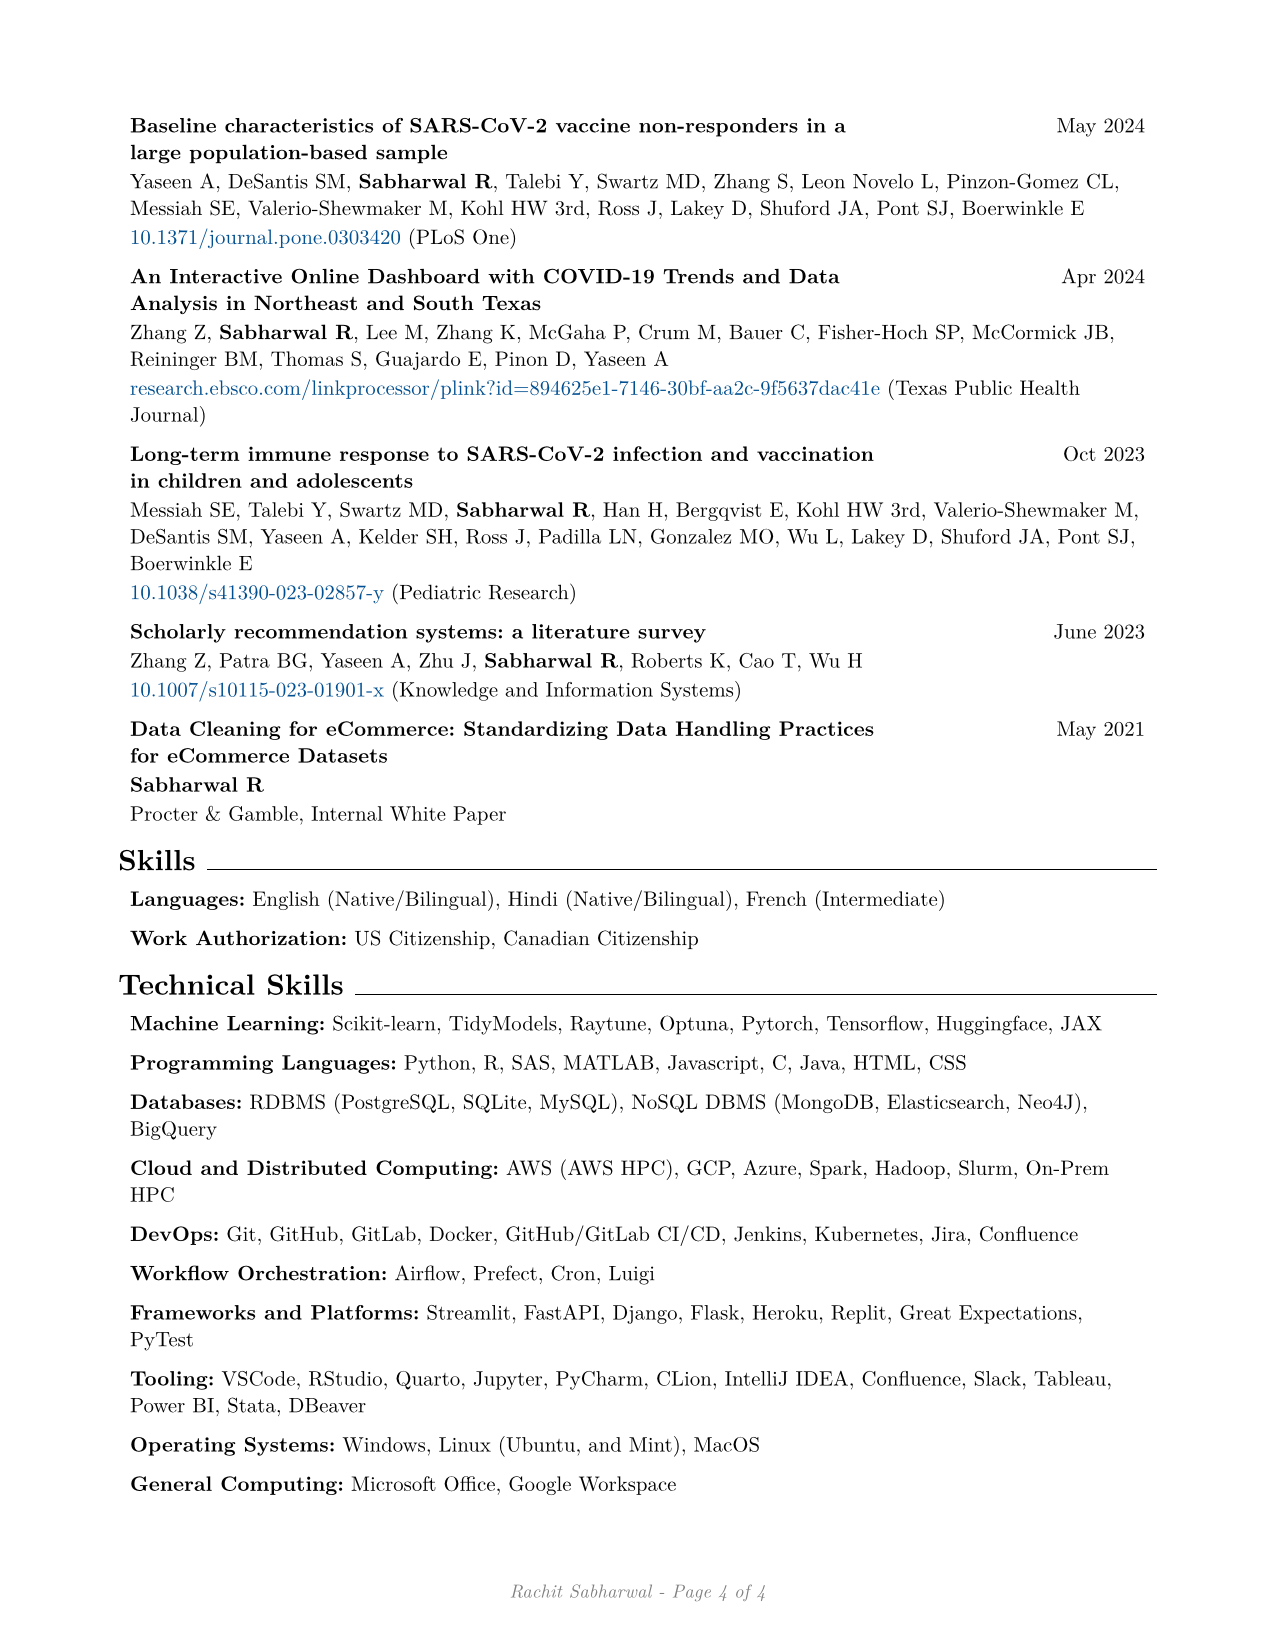 Baseline characteristics of SARS-CoV-2 vaccine non-responders in a May 2024
large population-based sample
Yaseen A, DeSantis SM, Sabharwal R, Talebi Y, Swartz MD, Zhang S, Leon Novelo L, Pinzon-Gomez CL,
Messiah SE, Valerio-Shewmaker M, Kohl HW 3rd, Ross J, Lakey D, Shuford JA, Pont SJ, Boerwinkle E
10.1371/journal.pone.0303420 (PLoS One)
An Interactive Online Dashboard with COVID-19 Trends and Data Apr 2024
Analysis in Northeast and South Texas
Zhang Z, Sabharwal R, Lee M, Zhang K, McGaha P, Crum M, Bauer C, Fisher-Hoch SP, McCormick JB,
Reininger BM, Thomas S, Guajardo E, Pinon D, Yaseen A
research.ebsco.com/linkprocessor/plink?id=894625e1-7146-30bf-aa2c-9f5637dac41e (Texas Public Health
Journal)
Long-term immune response to SARS-CoV-2 infection and vaccination Oct 2023
in children and adolescents
Messiah SE, Talebi Y, Swartz MD, Sabharwal R, Han H, Bergqvist E, Kohl HW 3rd, Valerio-Shewmaker M,
DeSantis SM, Yaseen A, Kelder SH, Ross J, Padilla LN, Gonzalez MO, Wu L, Lakey D, Shuford JA, Pont SJ,
Boerwinkle E
10.1038/s41390-023-02857-y (Pediatric Research)
Scholarly recommendation systems: a literature survey June 2023
Zhang Z, Patra BG, Yaseen A, Zhu J, Sabharwal R, Roberts K, Cao T, Wu H
10.1007/s10115-023-01901-x (Knowledge and Information Systems)
Data Cleaning for eCommerce: Standardizing Data Handling Practices May 2021
for eCommerce Datasets
Sabharwal R
Procter & Gamble, Internal White Paper
Skills
Languages: English (Native/Bilingual), Hindi (Native/Bilingual), French (Intermediate)
Work Authorization: US Citizenship, Canadian Citizenship
Technical Skills
Machine Learning: Scikit-learn, TidyModels, Raytune, Optuna, Pytorch, Tensorflow, Huggingface, JAX
Programming Languages: Python, R, SAS, MATLAB, Javascript, C, Java, HTML, CSS
Databases: RDBMS (PostgreSQL, SQLite, MySQL), NoSQL DBMS (MongoDB, Elasticsearch, Neo4J),
BigQuery
Cloud and Distributed Computing: AWS (AWS HPC), GCP, Azure, Spark, Hadoop, Slurm, On-Prem
HPC
DevOps: Git, GitHub, GitLab, Docker, GitHub/GitLab CI/CD, Jenkins, Kubernetes, Jira, Confluence
Workflow Orchestration: Airflow, Prefect, Cron, Luigi
Frameworks and Platforms: Streamlit, FastAPI, Django, Flask, Heroku, Replit, Great Expectations,
PyTest
Tooling: VSCode, RStudio, Quarto, Jupyter, PyCharm, CLion, IntelliJ IDEA, Confluence, Slack, Tableau,
Power BI, Stata, DBeaver
Operating Systems: Windows, Linux (Ubuntu, and Mint), MacOS
General Computing: Microsoft Office, Google Workspace
Rachit Sabharwal - Page 4 of 4